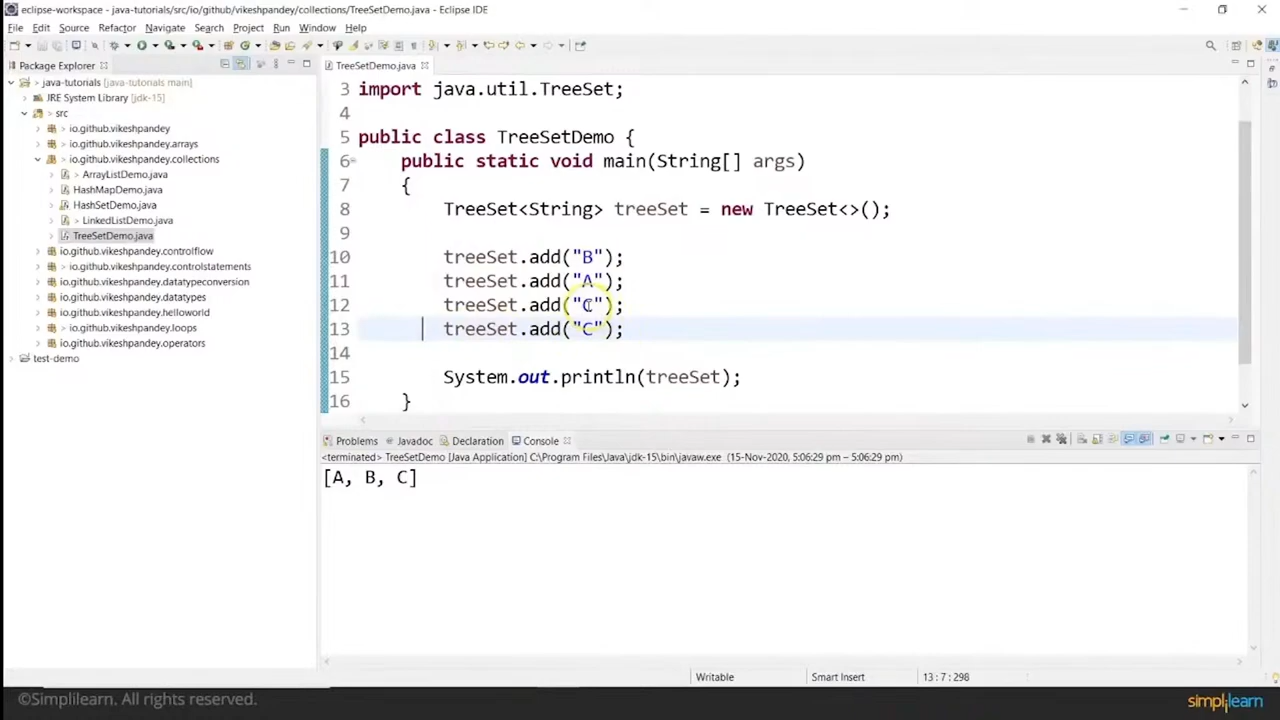 eclipse-workspace - java-tutorials/src/io/github/vikeshpandey/collections/TreeSetDemo.java - Eclipse IDE
File Edit Source Refactor Navigate Search Project Run Window Help
Package Explorer
java-tutorials [java-tutorials main]
JRE System Library [jdk-15]
src
io.github.vikeshpandey
io.github.vikeshpandey.arrays
io.github.vikeshpandey.collections
ArrayListDemo.java
HashMapDemo.java
HashSetDemo.java
LinkedListDemo.java
TreeSetDemo.java
io.github.vikeshpandey.controlflow
io.github.vikeshpandey.controlstatements
io.github.vikeshpandey.datatypeconversion
io.github.vikeshpandey.datatypes
io.github.vikeshpandey.helloworld
io.github.vikeshpandey.loops
io.github.vikeshpandey.operators
test-demo
TreeSetDemo.java
3 import java.util.TreeSet;
4
5 public class TreeSetDemo {
6 public static void main(String[] args)
7 {
8 TreeSet<String> treeSet = new TreeSet<>();
9
10 treeSet.add("B");
11 treeSet.add("A");
12 treeSet.add("C");
13 treeSet.add("C");
14
15 System.out.println(treeSet);
16 }
Problems Javadoc Declaration Console
<terminated> TreeSetDemo [Java Application] C:\Program Files\Java\jdk-15\bin\javaw.exe (15-Nov-2020, 5:06:29 pm – 5:06:29 pm)
[A, B, C]
Writable Smart Insert 13 : 7 : 298
©Simplilearn. All rights reserved.
simplilearn